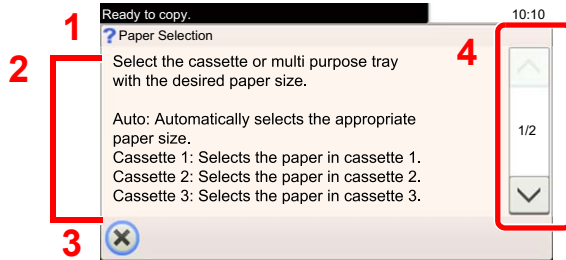 Ready to copy. 10:10
1
? Paper Selection
4
2
Select the cassette or multi purpose tray
with the desired paper size.
Auto: Automatically selects the appropriate
paper size.
1/2
Cassette 1: Selects the paper in cassette 1.
Cassette 2: Selects the paper in cassette 2.
Cassette 3: Selects the paper in cassette 3.
3